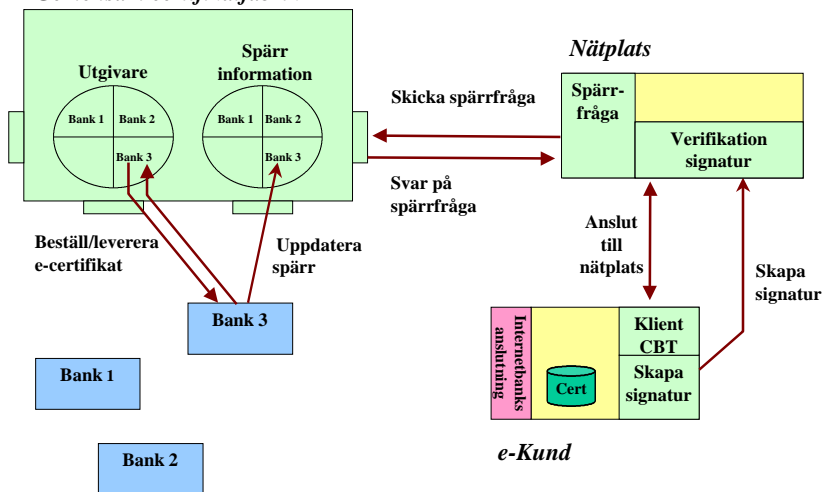 Nätplats
Utgivare
Bank 1
Bank 2
Bank 3
Spärr
information
Bank 1
Bank 2
Bank 3
Skicka spärrfråga
Svar på
spärrfråga
Spärr-
fråga
Verifikation
signatur
Beställ/leverera
e-certifikat
Uppdatera
spärr
Anslut
till
nätplats
Skapa
signatur
Bank 3
Bank 1
Bank 2
Internetbanks
anslutning
Cert
Klient
CBT
Skapa
signatur
e-Kund